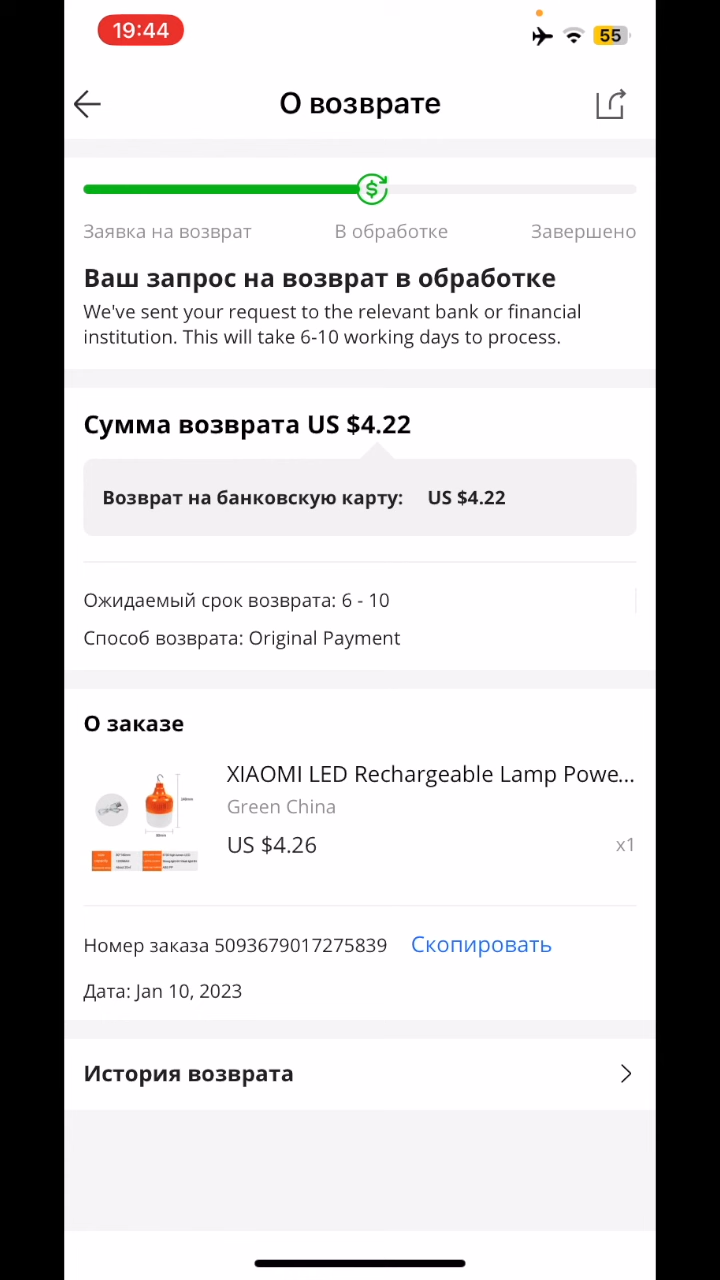 19:44
55
О возврате
Заявка на возврат
В обработке
Завершено
Ваш запрос на возврат в обработке
We've sent your request to the relevant bank or financial
institution. This will take 6-10 working days to process.
Сумма возврата US $4.22
Возврат на банковскую карту: US $4.22
Ожидаемый срок возврата: 6 - 10
Способ возврата: Original Payment
О заказе
XIAOMI LED Rechargeable Lamp Powe...
Green China
US $4.26
x1
Номер заказа 5093679017275839 Скопировать
Дата: Jan 10, 2023
История возврата